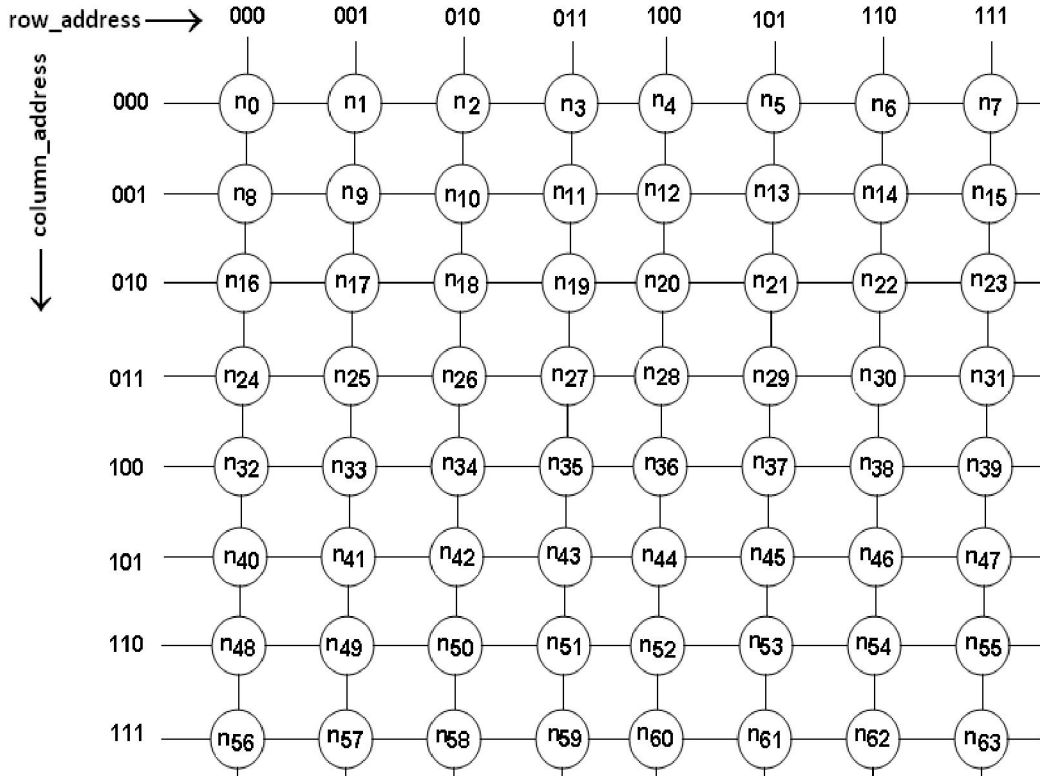 row_address 000 001 010 011 100 101 110 111
column_address
000 n0 n1 n2 n3 n4 n5 n6 n7
001 n8 n9 n10 n11 n12 n13 n14 n15
010 n16 n17 n18 n19 n20 n21 n22 n23
011 n24 n25 n26 n27 n28 n29 n30 n31
100 n32 n33 n34 n35 n36 n37 n38 n39
101 n40 n41 n42 n43 n44 n45 n46 n47
110 n48 n49 n50 n51 n52 n53 n54 n55
111 n56 n57 n58 n59 n60 n61 n62 n63